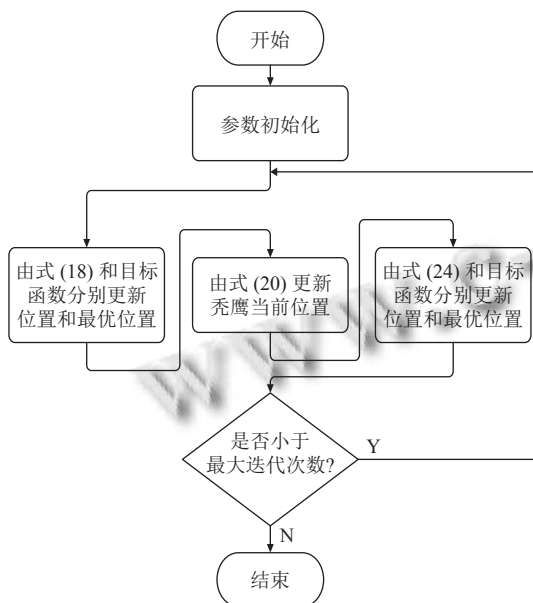 开始
参数初始化
由式 (18) 和目标
函数分别更新
位置和最优位置
由式 (20) 更新
秃鹰当前位置
由式 (24) 和目标
函数分别更新
位置和最优位置
是否小于
最大迭代次数?
Y
N
结束